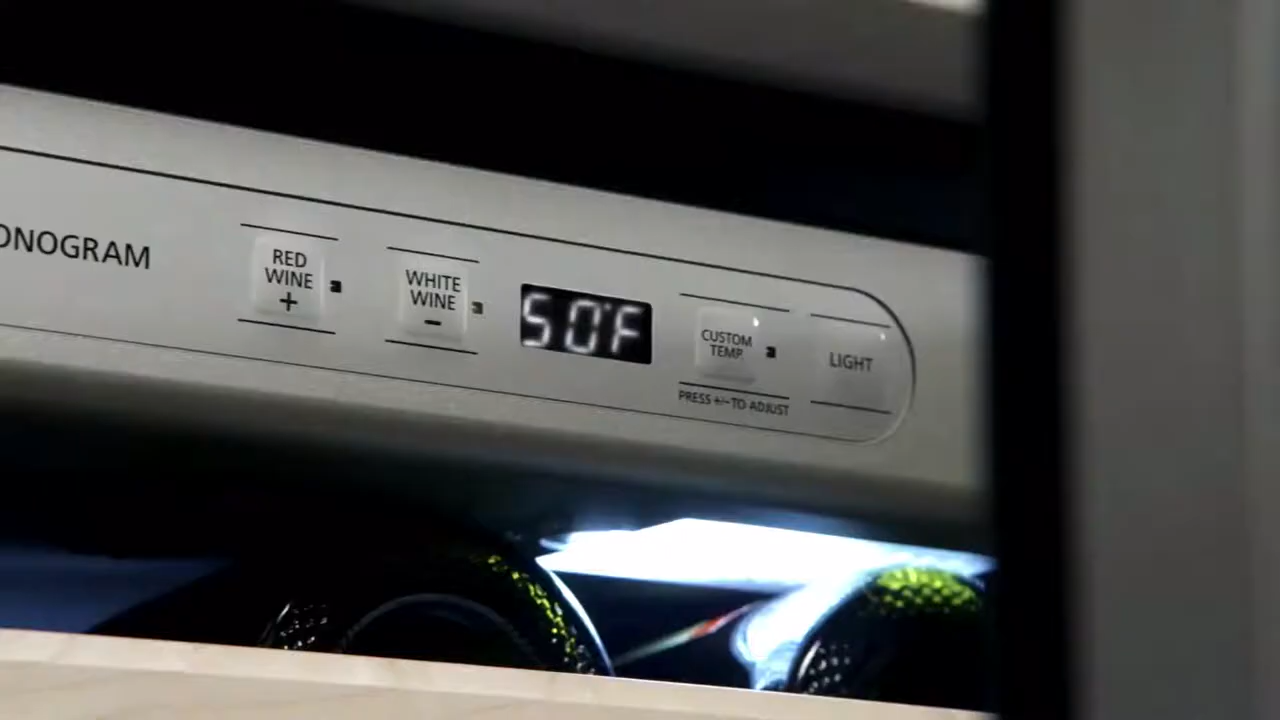 ONOGRAM
RED
WINE
+
WHITE
WINE
-
50°F
CUSTOM
TEMP
PRESS +/- TO ADJUST
LIGHT